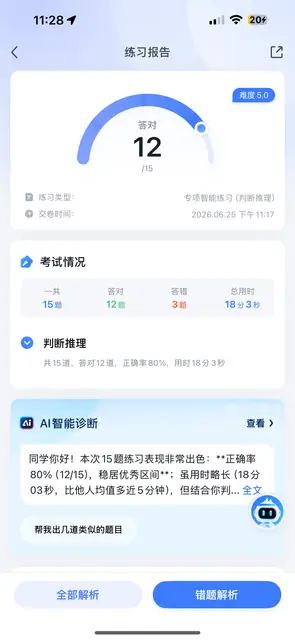 11:28
20
练习报告
难度 5.0
答对
12
/15
练习类型:
专项智能练习 (判断推理)
交卷时间:
2026.06.25 下午11:17
考试情况
一共
答对
答错
总用时
15题
12题
3题
18分3秒
判断推理
共15道，答对12道，正确率80%，用时18分3秒
Ai
AI智能诊断
查看
同学你好！本次15题练习表现非常出色：**正确率
80% (12/15)，稳居优秀区间**；虽用时略长 (18分
03秒，比他人均值多近5分钟)，但结合你判... 全文
帮我出几道类似的题目
全部解析
错题解析